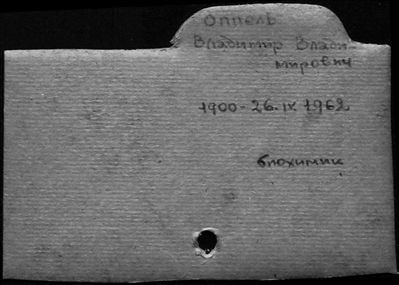 Оппель
Владимир Влади-
мирович
1900-26.IX 1962
биохимик